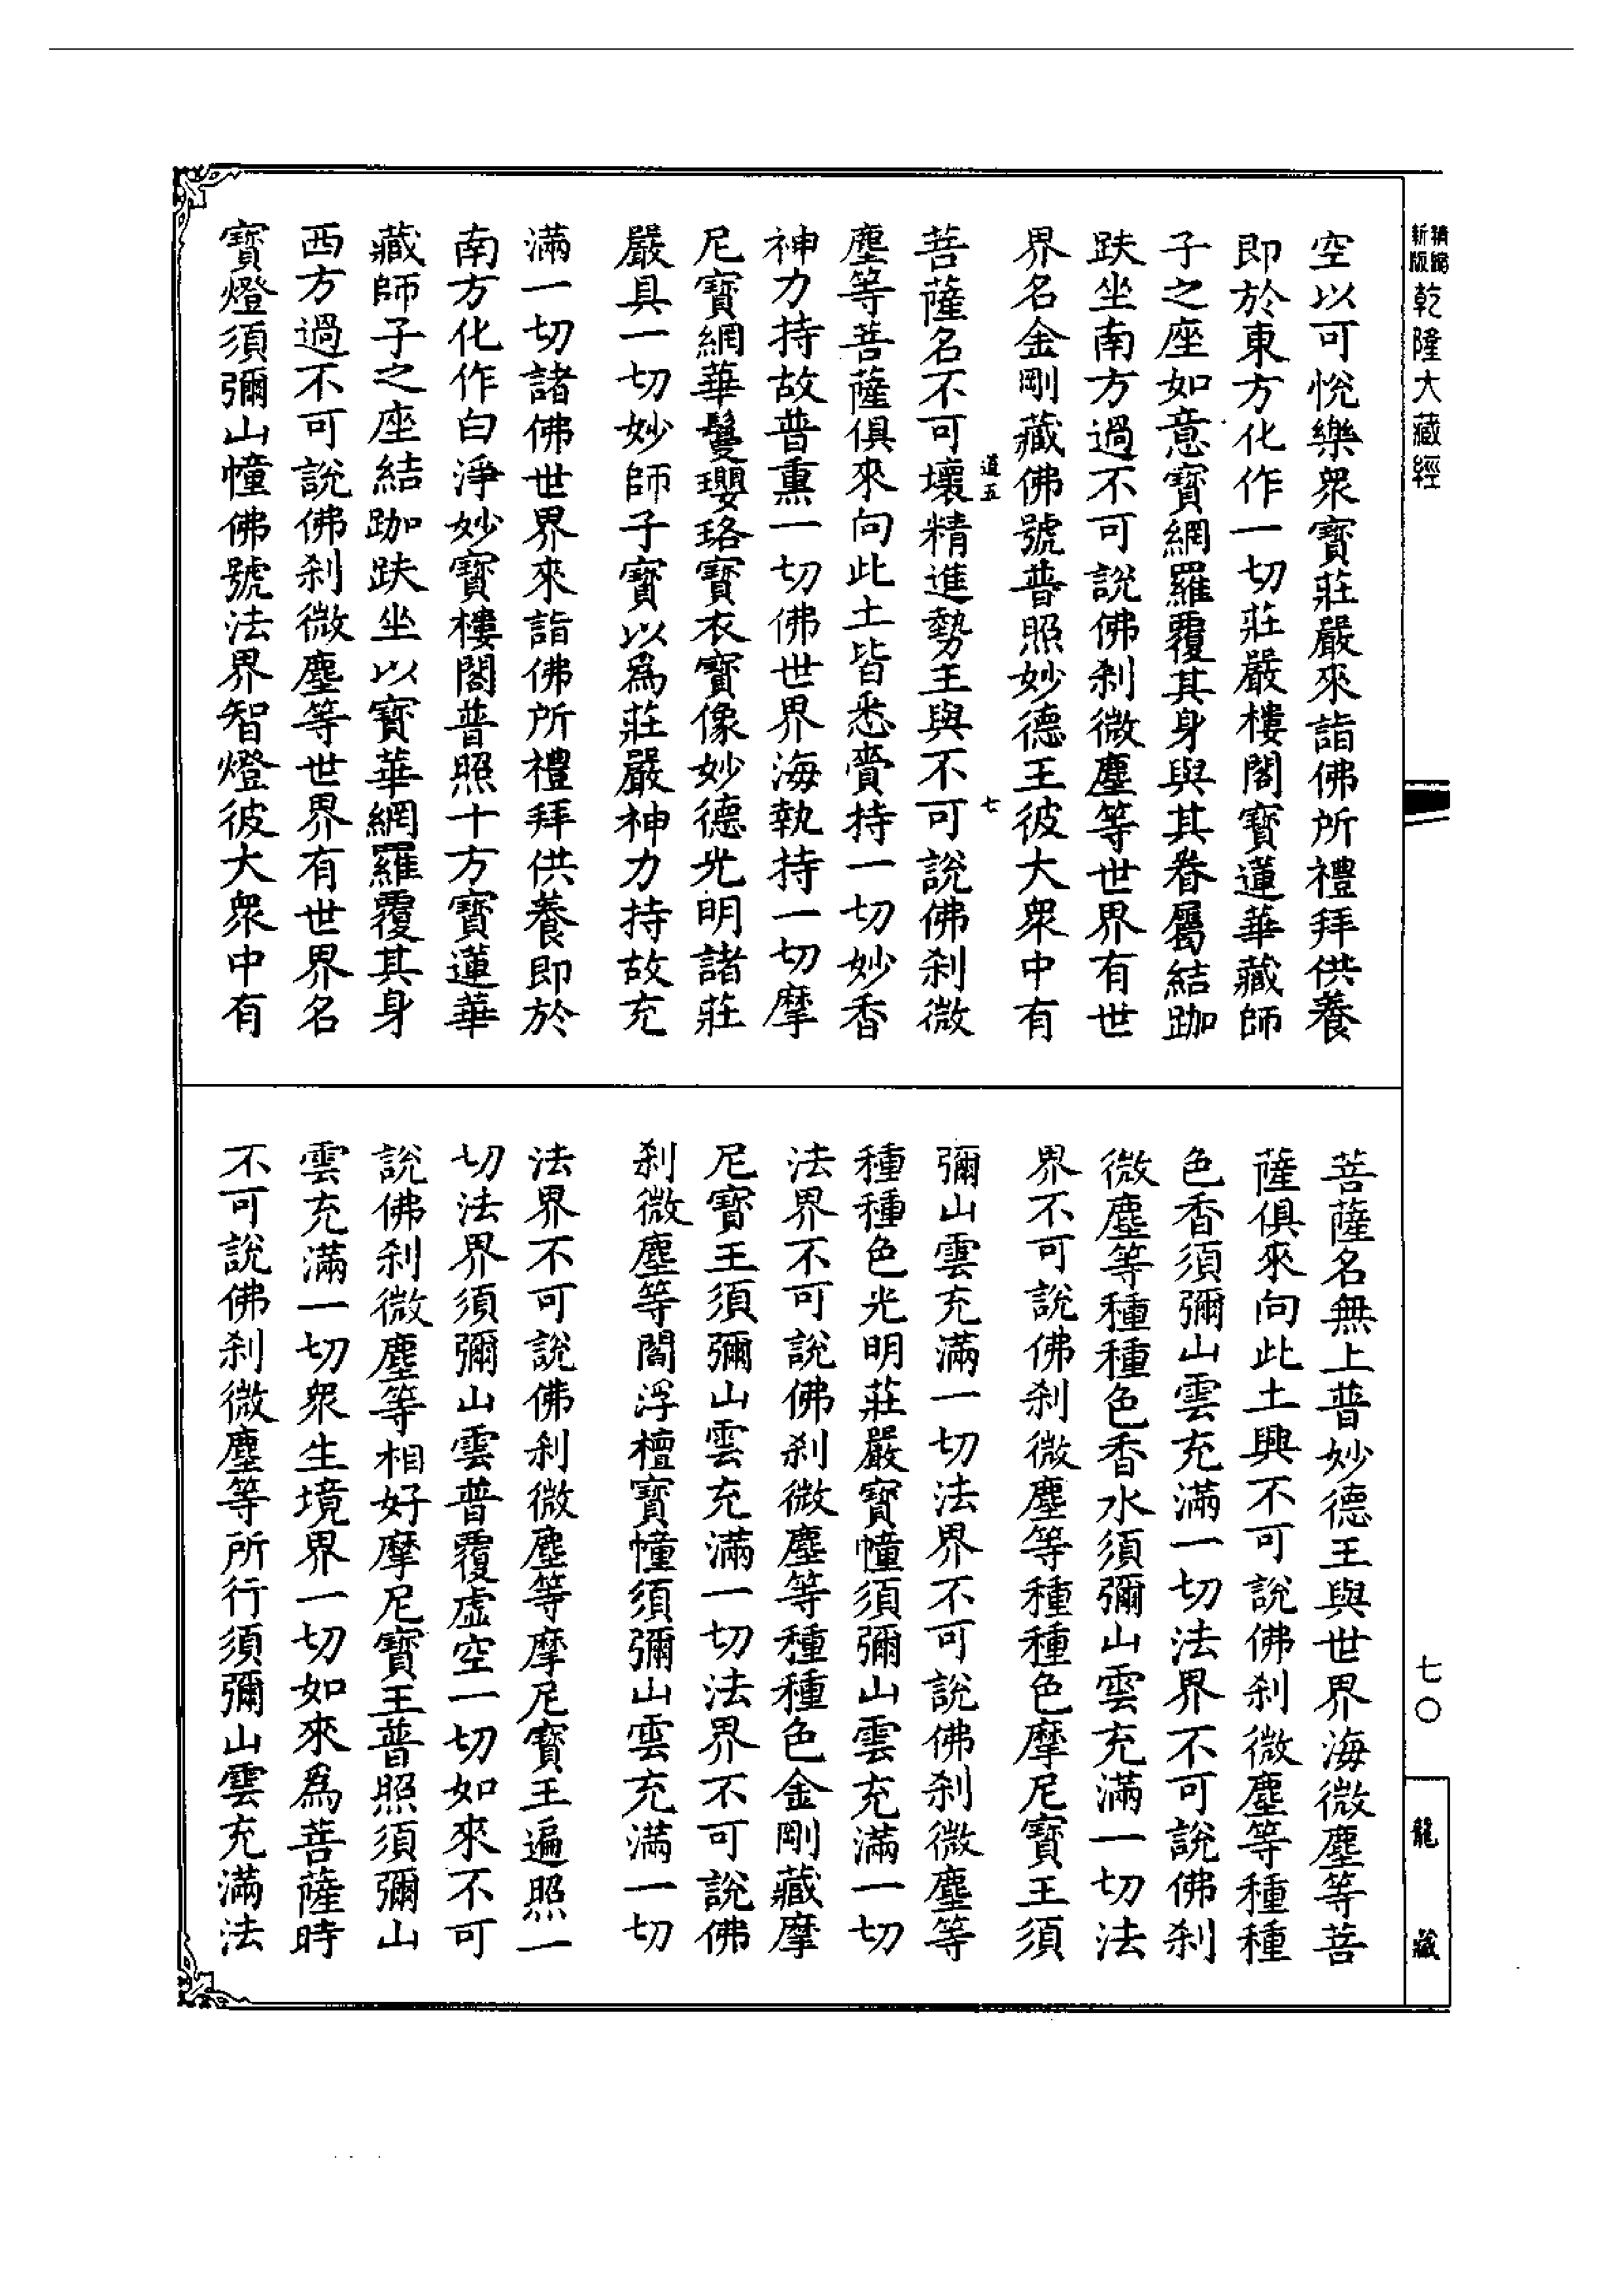 精縮新版乾隆大藏經
空以可悅樂衆寳莊嚴來詣佛所禮拜供養
即於東方化作一切莊嚴樓閣寳蓮華藏師
子之座如意寳網羅覆其身與其眷屬結跏
趺坐南方過不可說佛刹微塵等世界有世
界名金剛藏佛號普照妙德王彼大衆中有
道五 七
菩薩名不可壞精進勢王與不可說佛刹微
塵等菩薩俱來向此土皆悉賫持一切妙香
神力持故普熏一切佛世界海執持一切摩
尼寳網華鬘瓔珞寳衣寳像妙德光明諸莊
嚴具一切妙師子寳以爲莊嚴神力持故充
滿一切諸佛世界來詣佛所禮拜供養即於
南方化作白淨妙寳樓閣普照十方寳蓮華
藏師子之座結跏趺坐以寳華網羅覆其身
西方過不可說佛刹微塵等世界有世界名
寳燈須彌山幢佛號法界智燈彼大衆中有
菩薩名無上普妙德王與世界海微塵等菩
薩俱來向此土興不可說佛刹微塵等種種
色香須彌山雲充滿一切法界不可說佛刹
微塵等種種色香水須彌山雲充滿一切法
界不可說佛刹微塵等種種色摩尼寳王須
彌山雲充滿一切法界不可說佛刹微塵等
種種色光明莊嚴寳幢須彌山雲充滿一切
法界不可說佛刹微塵等種種色金剛藏摩
尼寳王須彌山雲充滿一切法界不可說佛
刹微塵等閻浮檀寳幢須彌山雲充滿一切
法界不可說佛刹微塵等摩尼寳王遍照一
切法界須彌山雲普覆虛空一切如來不可
說佛刹微塵等相好摩尼寳王普照須彌山
雲充滿一切衆生境界一切如來爲菩薩時
不可說佛刹微塵等所行須彌山雲充滿法
七〇
龍藏